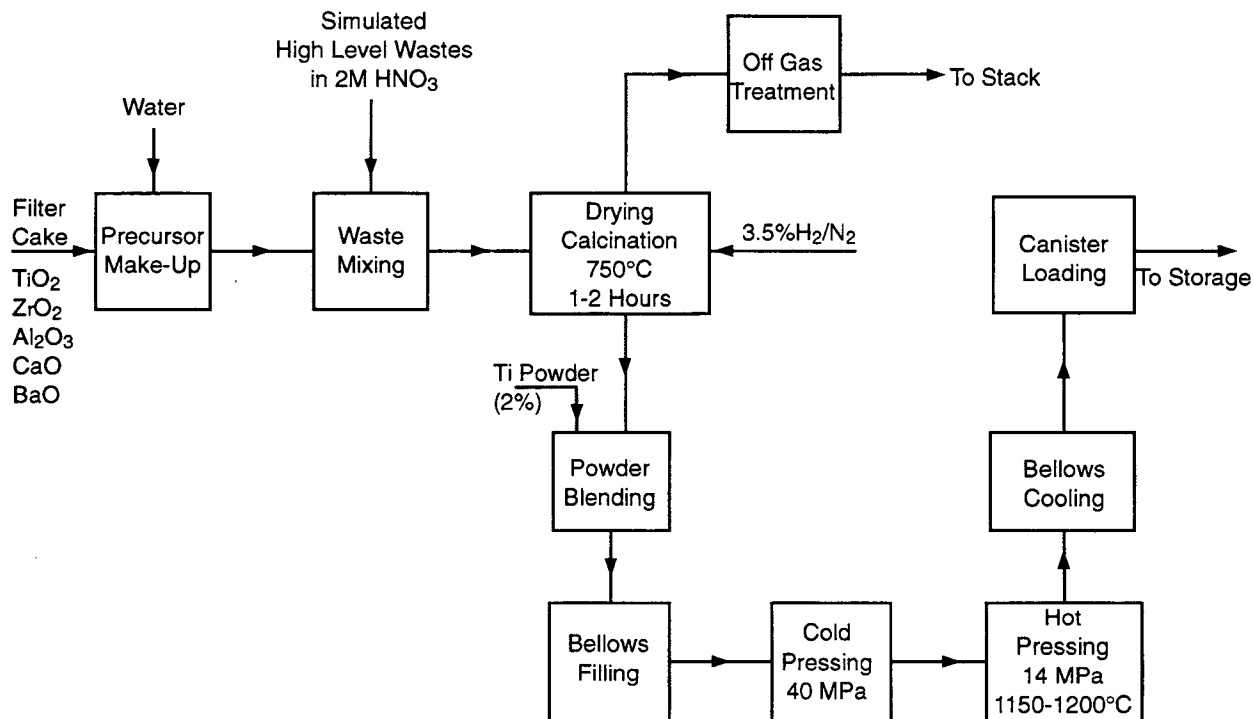 Simulated
High Level Wastes
in 2M HNO₃
Off Gas
Treatment
To Stack
Water
Filter
Cake
TiO₂
ZrO₂
Al₂O₃
CaO
BaO
Precursor
Make-Up
Waste
Mixing
Drying
Calcination
750°C
1-2 Hours
3.5%H₂/N₂
Canister
Loading
To Storage
Ti Powder
(2%)
Powder
Blending
Bellows
Cooling
Bellows
Filling
Cold
Pressing
40 MPa
Hot
Pressing
14 MPa
1150-1200°C